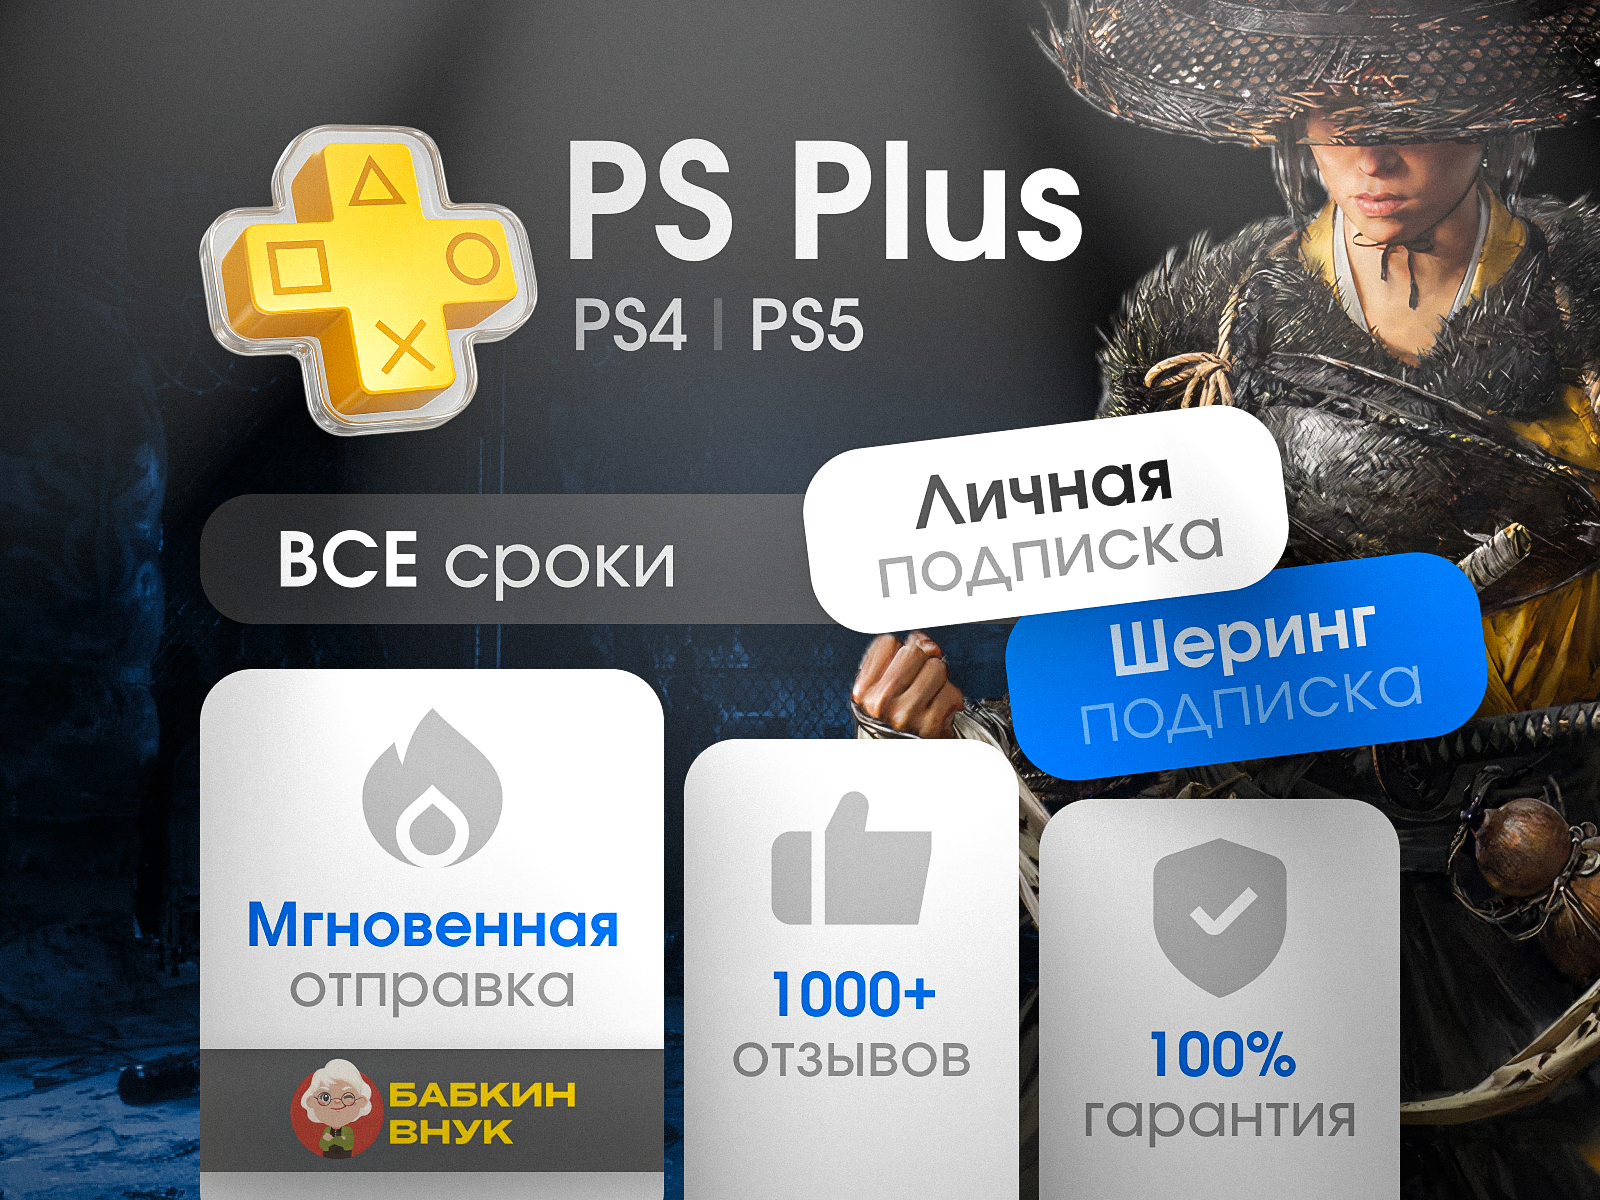 PS Plus
PS4 | PS5
ВСЕ сроки
Личная
подписка
Шеринг
подписка
Мгновенная
отправка
БАБКИН
ВНУК
1000+
отзывов
100%
гарантия